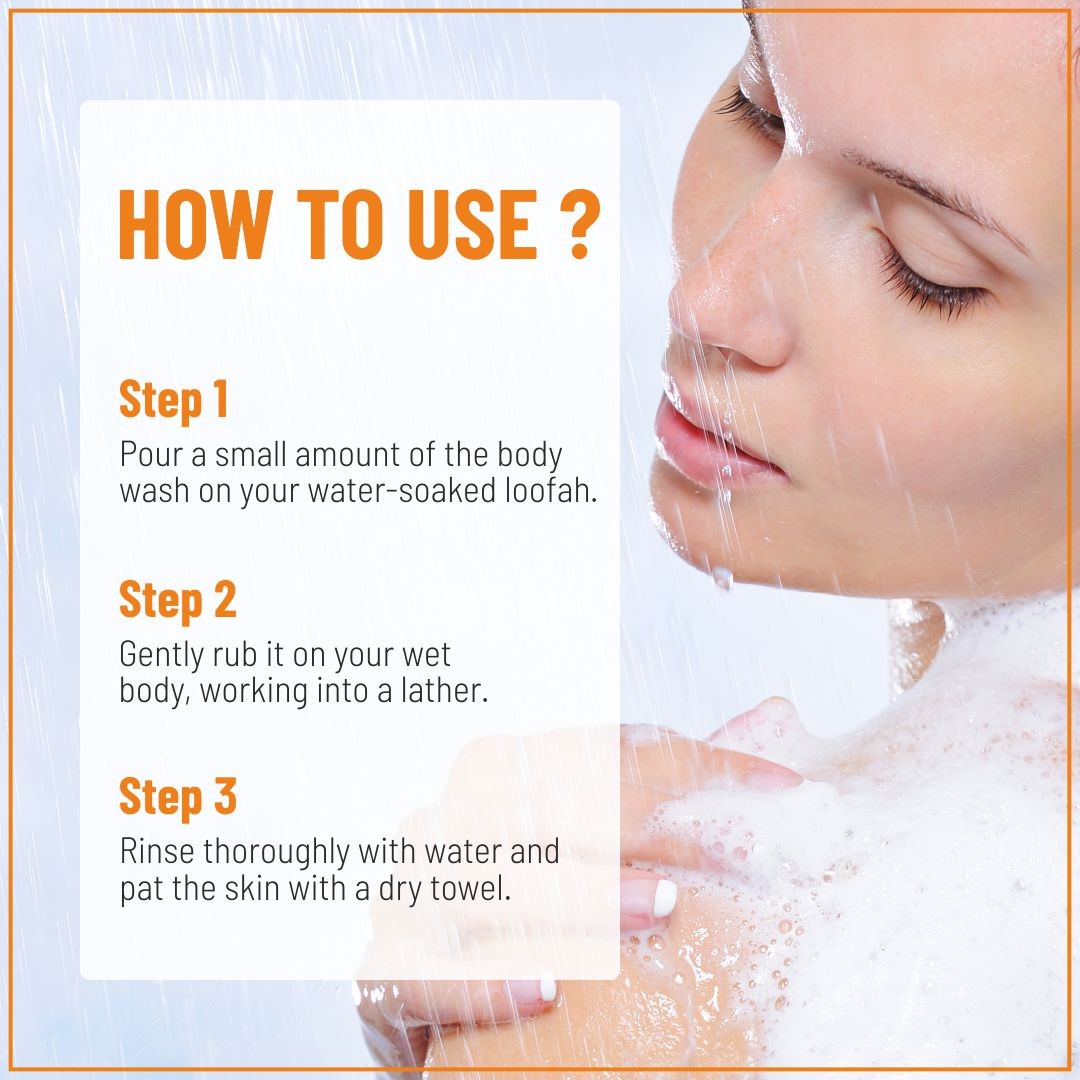 HOW TO USE ?
Step 1
Pour a small amount of the body
wash on your water-soaked loofah.
Step 2
Gently rub it on your wet
body, working into a lather.
Step 3
Rinse thoroughly with water and
pat the skin with a dry towel.